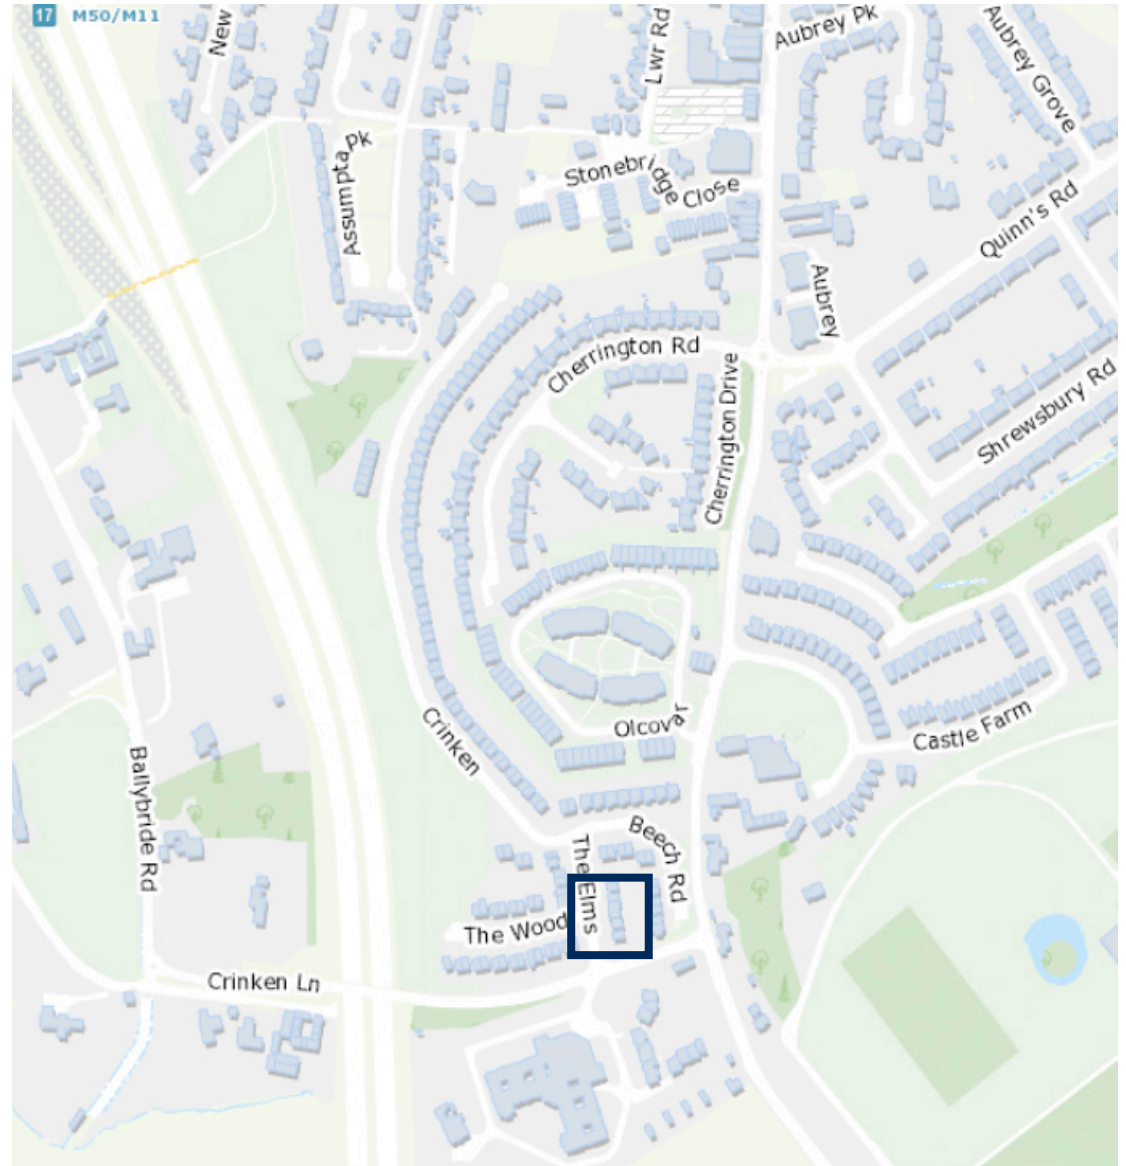 17 M50/M11
New
Lwr Rd
Aubrey Pk
Aubrey Grove
Assumpta Pk
Stonebridge Close
Quinn's Rd
Aubrey
Cherrington Rd
Cherrington Drive
Shrewsbury Rd
Crinken
Olcovar
Castle Farm
Ballybride Rd
Beech Rd
The Elms
The Wood
Crinken Ln